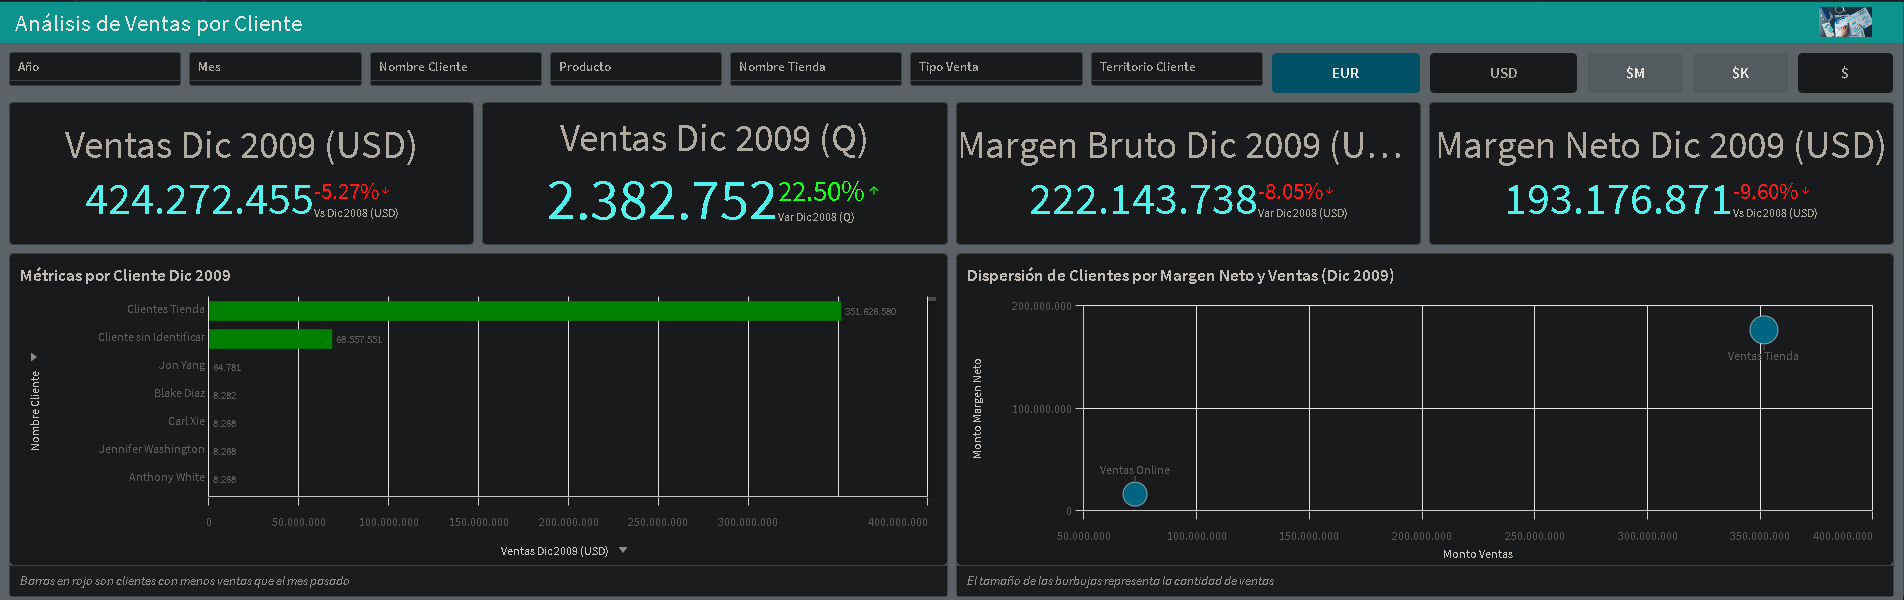 Análisis de Ventas por Cliente
Año
Mes
Nombre Cliente
Producto
Nombre Tienda
Tipo Venta
Territorio Cliente
EUR
USD
$M
$K
$
Ventas Dic 2009 (USD)
424.272.455
-5.27%↓
Vs Dic2008 (USD)
Ventas Dic 2009 (Q)
2.382.752
22.50%↑
Var Dic2008 (Q)
Margen Bruto Dic 2009 (U...
222.143.738
-8.05%↓
Var Dic2008 (USD)
Margen Neto Dic 2009 (USD)
193.176.871
-9.60%↓
Vs Dic2008 (USD)
Métricas por Cliente Dic 2009
Nombre Cliente
Clientes Tienda
351.626.580
Cliente sin Identificar
68.557.551
Jon Yang
64.781
Blake Diaz
8.282
Carl Xie
8.268
Jennifer Washington
8.268
Anthony White
8.268
0
50.000.000
100.000.000
150.000.000
200.000.000
250.000.000
300.000.000
400.000.000
Ventas Dic2009 (USD)
Barras en rojo son clientes con menos ventas que el mes pasado
Dispersión de Clientes por Margen Neto y Ventas (Dic 2009)
Monto Margen Neto
200.000.000
100.000.000
0
Ventas Tienda
Ventas Online
50.000.000
100.000.000
150.000.000
200.000.000
250.000.000
300.000.000
350.000.000
400.000.000
Monto Ventas
El tamaño de las burbujas representa la cantidad de ventas